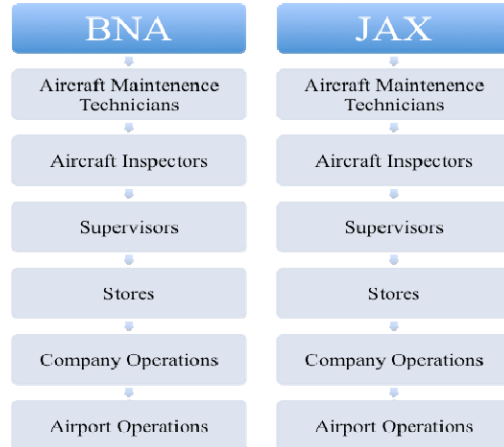 BNA
Aircraft Maintenence
Technicians
Aircraft Inspectors
Supervisors
Stores
Company Operations
Airport Operations
JAX
Aircraft Maintenence
Technicians
Aircraft Inspectors
Supervisors
Stores
Company Operations
Airport Operations